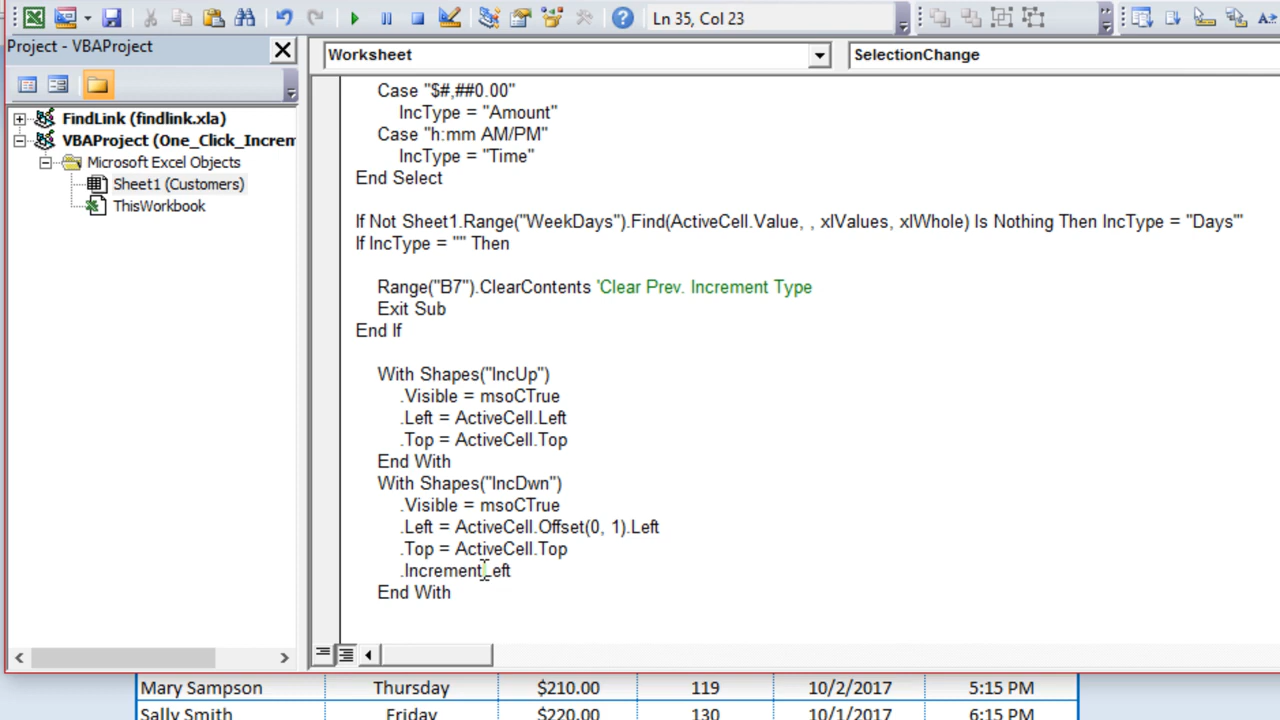 Ln 35, Col 23
Project - VBAProject
FindLink (findlink.xla)
VBAProject (One_Click_Increm
Microsoft Excel Objects
Sheet1 (Customers)
ThisWorkbook
Worksheet
SelectionChange
Case "$#,##0.00"
IncType = "Amount"
Case "h:mm AM/PM"
IncType = "Time"
End Select
If Not Sheet1.Range("WeekDays").Find(ActiveCell.Value, , xlValues, xlWhole) Is Nothing Then IncType = "Days'"
If IncType = "" Then
Range("B7").ClearContents 'Clear Prev. Increment Type
Exit Sub
End If
With Shapes("IncUp")
.Visible = msoCTrue
.Left = ActiveCell.Left
.Top = ActiveCell.Top
End With
With Shapes("IncDwn")
.Visible = msoCTrue
.Left = ActiveCell.Offset(0, 1).Left
.Top = ActiveCell.Top
.IncrementLeft
End With
Mary Sampson Thursday $210.00 119 10/2/2017 5:15 PM
Sally Smith Friday $220.00 130 10/1/2017 6:15 PM